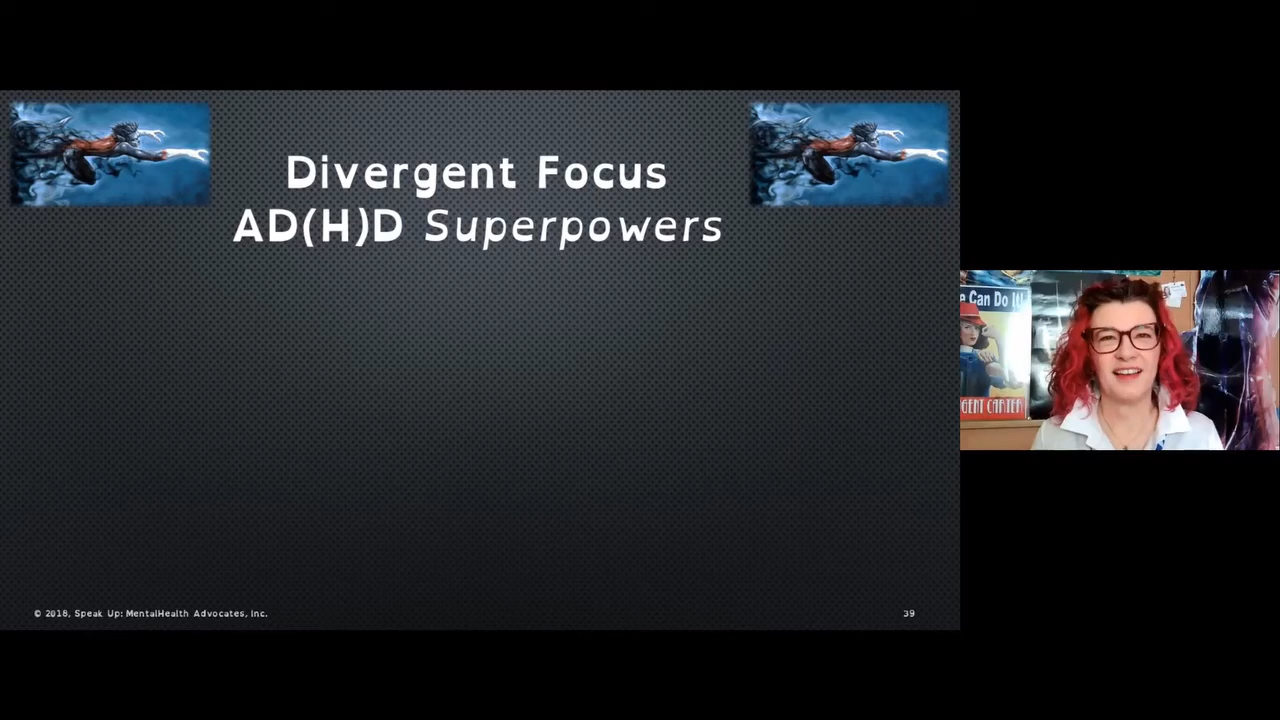 Divergent Focus
AD(H)D Superpowers
e Can Do It!
GENT CARTER
© 2018, Speak Up: MentalHealth Advocates, Inc.
39